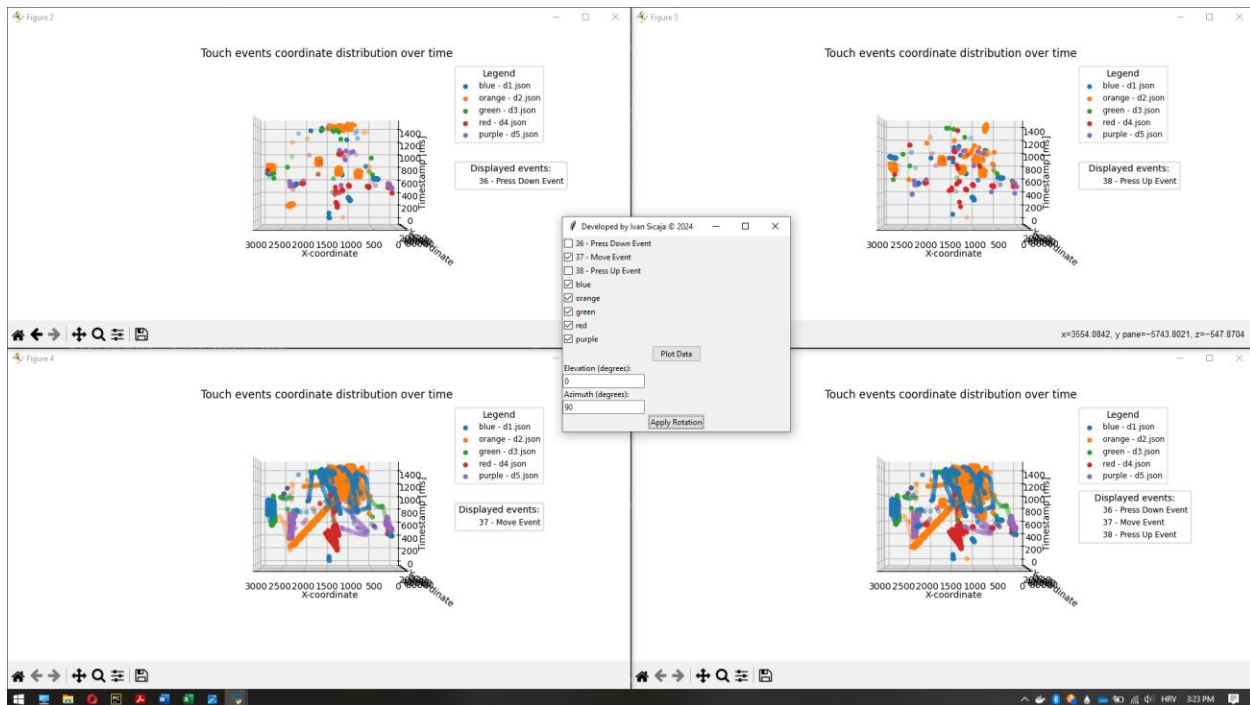 Figure 2
Touch events coordinate distribution over time
Legend
blue - d1.json
orange - d2.json
green - d3.json
red - d4.json
purple - d5.json
Displayed events:
36 - Press Down Event
1400
1200
1000
800
600
400
200
0
Timestamp [ms]
3000 2500 2000 1500 1000 500 0
X-coordinate
Figure 3
Touch events coordinate distribution over time
Legend
blue - d1.json
orange - d2.json
green - d3.json
red - d4.json
purple - d5.json
Displayed events:
38 - Press Up Event
1400
1200
1000
800
600
400
200
0
Timestamp [ms]
3000 2500 2000 1500 1000 500 0
X-coordinate
x=3554.0842, y pane=−5743.8021, z=−547.8704
Developed by Ivan Sicaja © 2024
36 - Press Down Event
37 - Move Event
38 - Press Up Event
blue
orange
green
red
purple
Plot Data
Elevation (degrees):
0
Azimuth (degrees):
90
Apply Rotation
Figure 4
Touch events coordinate distribution over time
Legend
blue - d1.json
orange - d2.json
green - d3.json
red - d4.json
purple - d5.json
Displayed events:
37 - Move Event
1400
1200
1000
800
600
400
200
0
Timestamp [ms]
3000 2500 2000 1500 1000 500 0
X-coordinate
Touch events coordinate distribution over time
Legend
blue - d1.json
orange - d2.json
green - d3.json
red - d4.json
purple - d5.json
Displayed events:
36 - Press Down Event
37 - Move Event
38 - Press Up Event
1400
1200
1000
800
600
400
200
0
Timestamp [ms]
3000 2500 2000 1500 1000 500 0
X-coordinate
HRV 3:23 PM